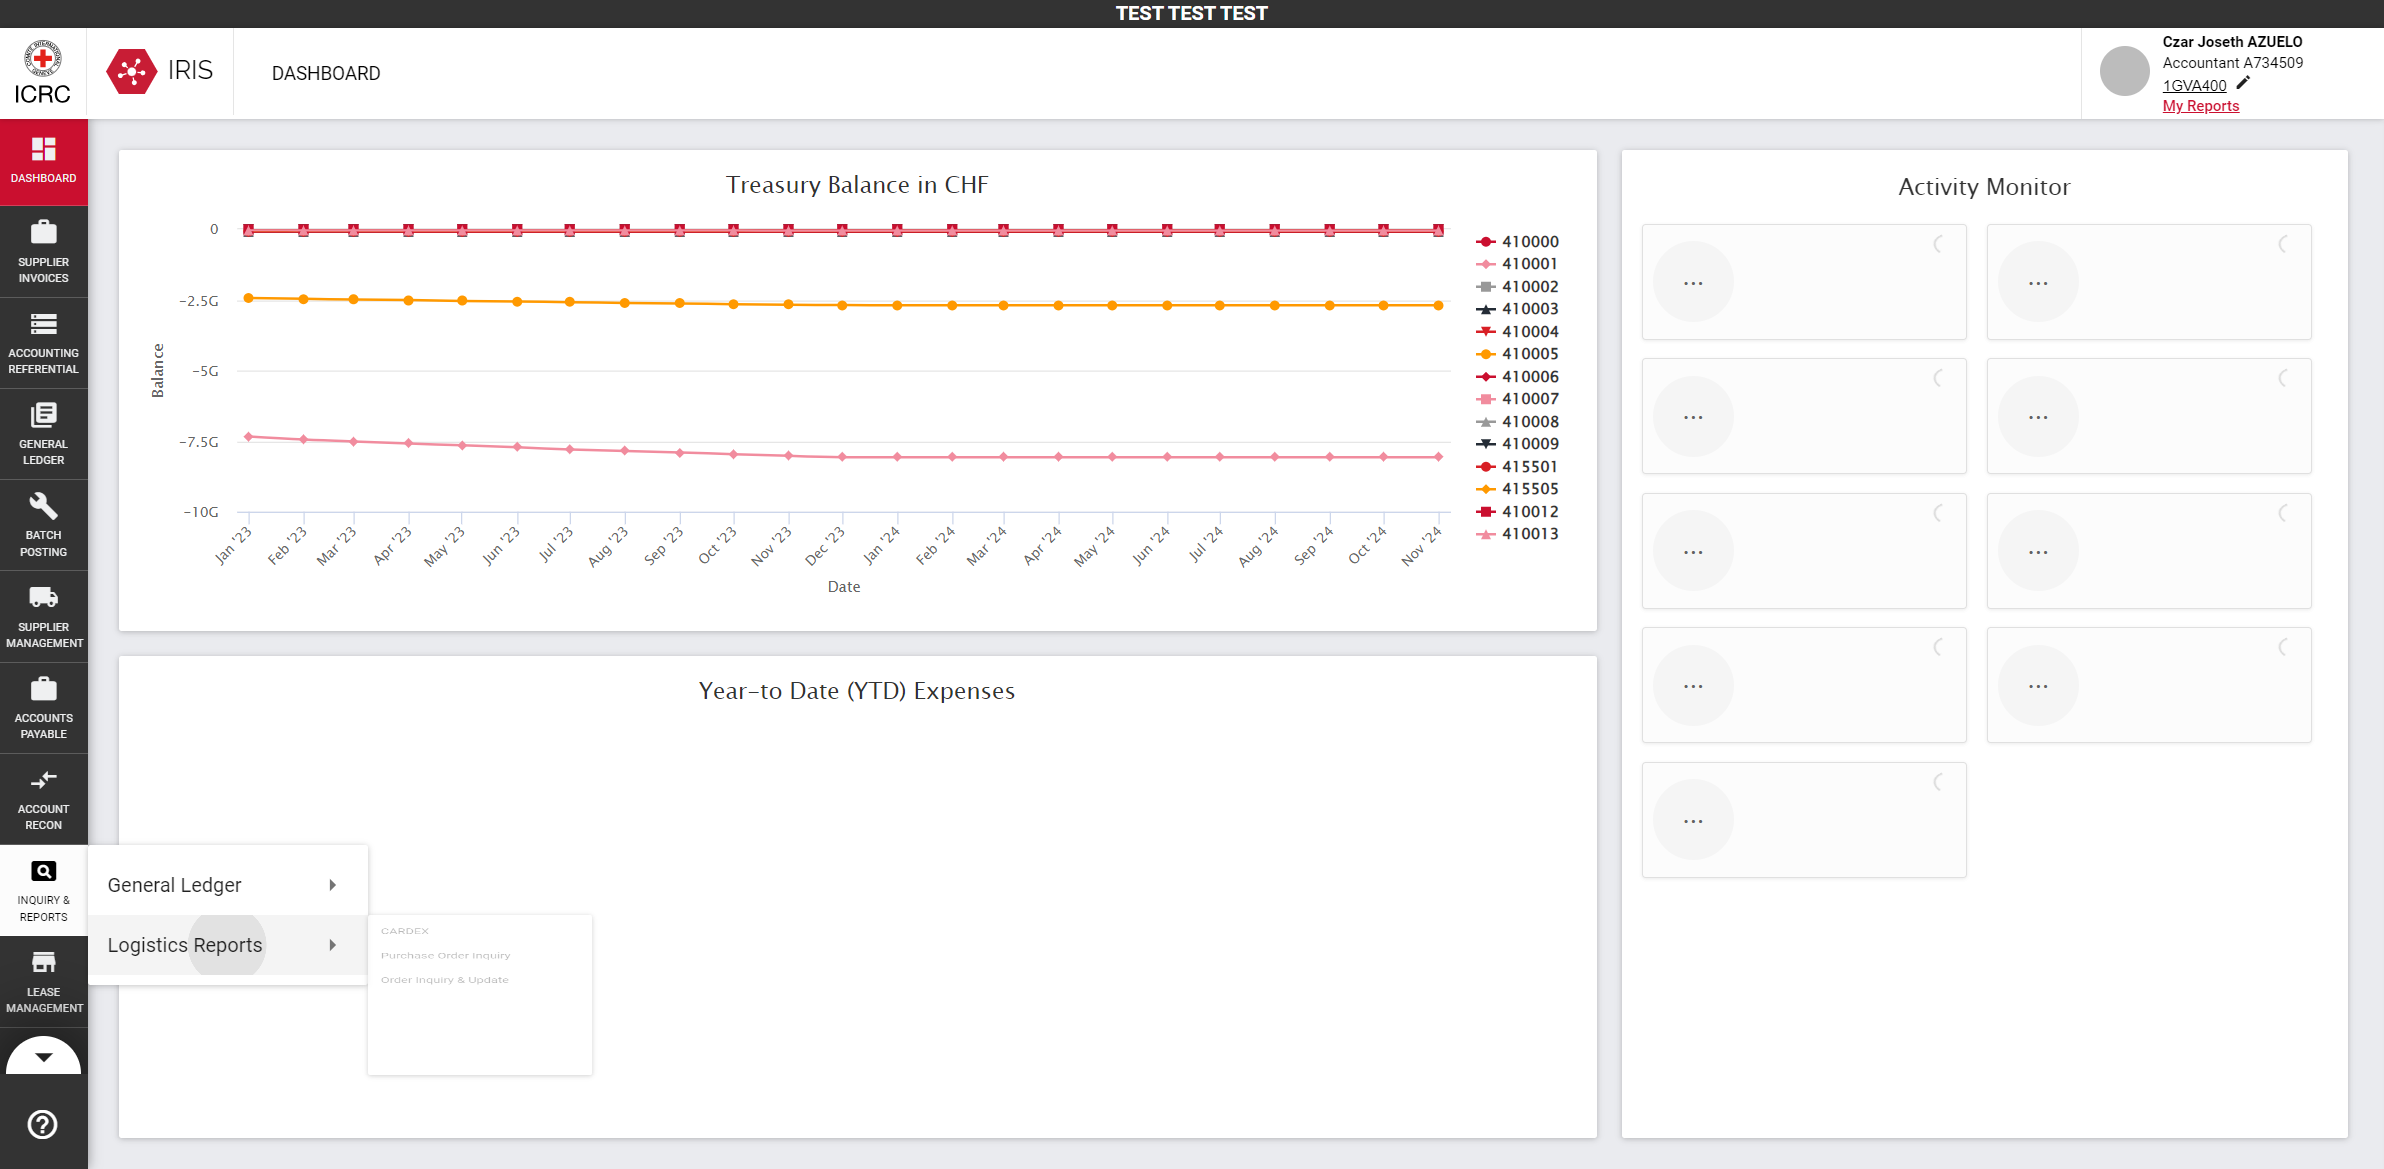 TEST TEST TEST
COMITE INTERNATIONAL GENEVE
ICRC
IRIS
DASHBOARD
Czar Joseth AZUELO
Accountant A734509
1GVA400
My Reports
DASHBOARD
SUPPLIER
INVOICES
ACCOUNTING
REFERENTIAL
GENERAL
LEDGER
BATCH
POSTING
SUPPLIER
MANAGEMENT
ACCOUNTS
PAYABLE
ACCOUNT
RECON
INQUIRY &
REPORTS
LEASE
MANAGEMENT
Treasury Balance in CHF
Balance
0
−2.5G
−5G
−7.5G
−10G
Jan '23
Feb '23
Mar '23
Apr '23
May '23
Jun '23
Jul '23
Aug '23
Sep '23
Oct '23
Nov '23
Dec '23
Jan '24
Feb '24
Mar '24
Apr '24
May '24
Jun '24
Jul '24
Aug '24
Sep '24
Oct '24
Nov '24
Date
410000
410001
410002
410003
410004
410005
410006
410007
410008
410009
415501
415505
410012
410013
Year-to Date (YTD) Expenses
General Ledger
Logistics Reports
CARDEX
Purchase Order Inquiry
Order Inquiry & Update
Activity Monitor
...
...
...
...
...
...
...
...
...